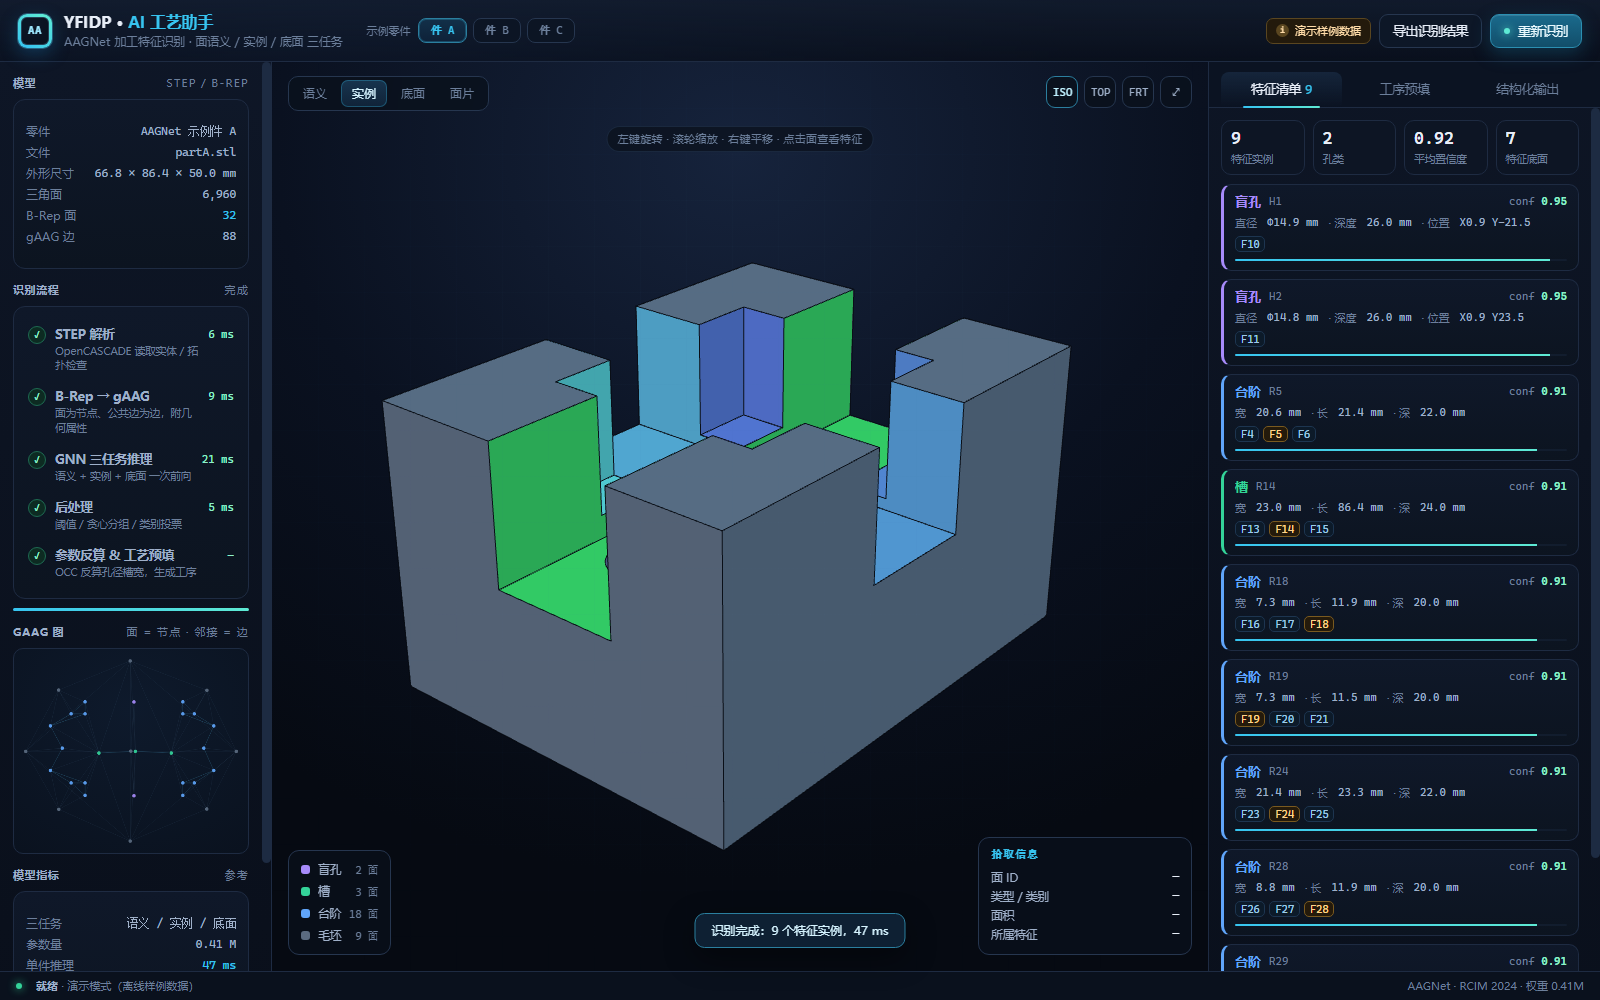 AA
YFIDP • AI 工艺助手
AAGNet 加工特征识别 · 面语义 / 实例 / 底面 三任务
示例零件
件 A
件 B
件 C
i 演示样例数据
导出识别结果
重新识别
模型
STEP / B-REP
零件 AAGNet 示例件 A
文件 partA.stl
外形尺寸 66.8 × 86.4 × 50.0 mm
三角面 6,960
B-Rep 面 32
gAAG 边 88
识别流程 完成
✓ STEP 解析 6 ms
OpenCASCADE 读取实体 / 拓
扑检查
✓ B-Rep → gAAG 9 ms
面为节点、公共边为边，附几
何属性
✓ GNN 三任务推理 21 ms
语义 + 实例 + 底面 一次前向
✓ 后处理 5 ms
阈值 / 贪心分组 / 类别投票
✓ 参数反算 & 工艺预填 —
OCC 反算孔径槽宽，生成工序
GAAG 图 面 = 节点 · 邻接 = 边
模型指标 参考
三任务 语义 / 实例 / 底面
参数量 0.41 M
单件推理 47 ms
语义
实例
底面
面片
ISO
TOP
FRT
⤢
左键旋转 · 滚轮缩放 · 右键平移 · 点击面查看特征
盲孔 2 面
槽 3 面
台阶 18 面
毛坯 9 面
识别完成：9 个特征实例，47 ms
拾取信息
面 ID —
类型 / 类别 —
面积 —
所属特征 —
特征清单 9
工序预填
结构化输出
9
特征实例
2
孔类
0.92
平均置信度
7
特征底面
盲孔 H1 conf 0.95
直径 Φ14.9 mm · 深度 26.0 mm · 位置 X0.9 Y-21.5
F10
盲孔 H2 conf 0.95
直径 Φ14.8 mm · 深度 26.0 mm · 位置 X0.9 Y23.5
F11
台阶 R5 conf 0.91
宽 20.6 mm · 长 21.4 mm · 深 22.0 mm
F4 F5 F6
槽 R14 conf 0.91
宽 23.0 mm · 长 86.4 mm · 深 24.0 mm
F13 F14 F15
台阶 R18 conf 0.91
宽 7.3 mm · 长 11.9 mm · 深 20.0 mm
F16 F17 F18
台阶 R19 conf 0.91
宽 7.3 mm · 长 11.5 mm · 深 20.0 mm
F19 F20 F21
台阶 R24 conf 0.91
宽 21.4 mm · 长 23.3 mm · 深 22.0 mm
F23 F24 F25
台阶 R28 conf 0.91
宽 8.8 mm · 长 11.9 mm · 深 20.0 mm
F26 F27 F28
台阶 R29 conf 0.91
就绪 · 演示模式（离线样例数据）
AAGNet · RCIM 2024 · 权重 0.41M